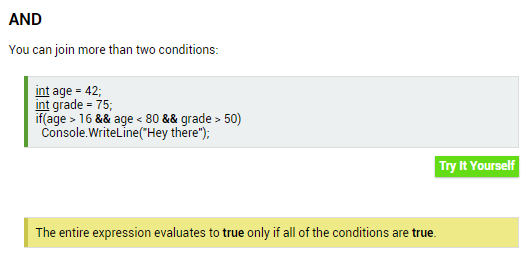 AND
You can join more than two conditions:
int age = 42;
int grade = 75;
if(age > 16 && age < 80 && grade > 50)
Console.WriteLine("Hey there");
Try It Yourself
The entire expression evaluates to true only if all of the conditions are true.